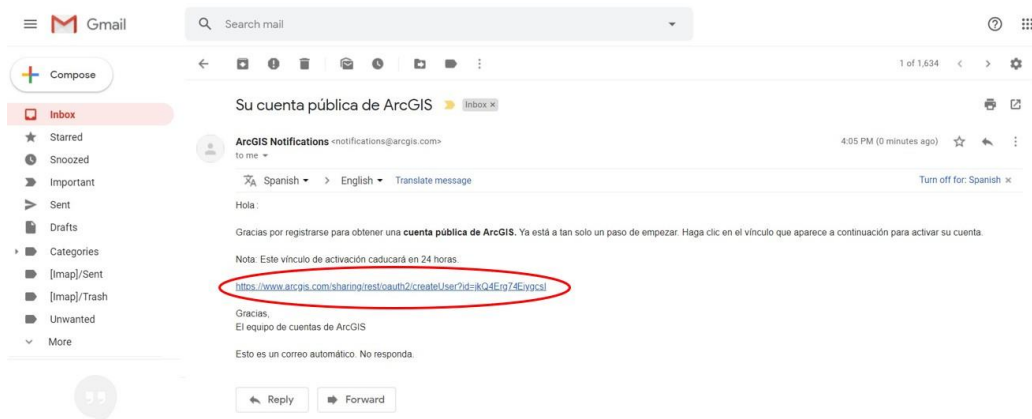 Gmail
Search mail
Compose
1 of 1,634
Inbox
Starred
Snoozed
Important
Sent
Drafts
Categories
[Imap]/Sent
[Imap]/Trash
Unwanted
More
Su cuenta pública de ArcGIS Inbox ×
ArcGIS Notifications <notifications@arcgis.com> 4:05 PM (0 minutes ago)
to me
Spanish > English Translate message Turn off for: Spanish ×
Hola :
Gracias por registrarse para obtener una cuenta pública de ArcGIS. Ya está a tan solo un paso de empezar. Haga clic en el vínculo que aparece a continuación para activar su cuenta.
Nota: Este vínculo de activación caducará en 24 horas.
https://www.arcgis.com/sharing/rest/oauth2/createUser?id=ikQ4Erg74EiygcsI
Gracias,
El equipo de cuentas de ArcGIS
Esto es un correo automático. No responda.
Reply Forward